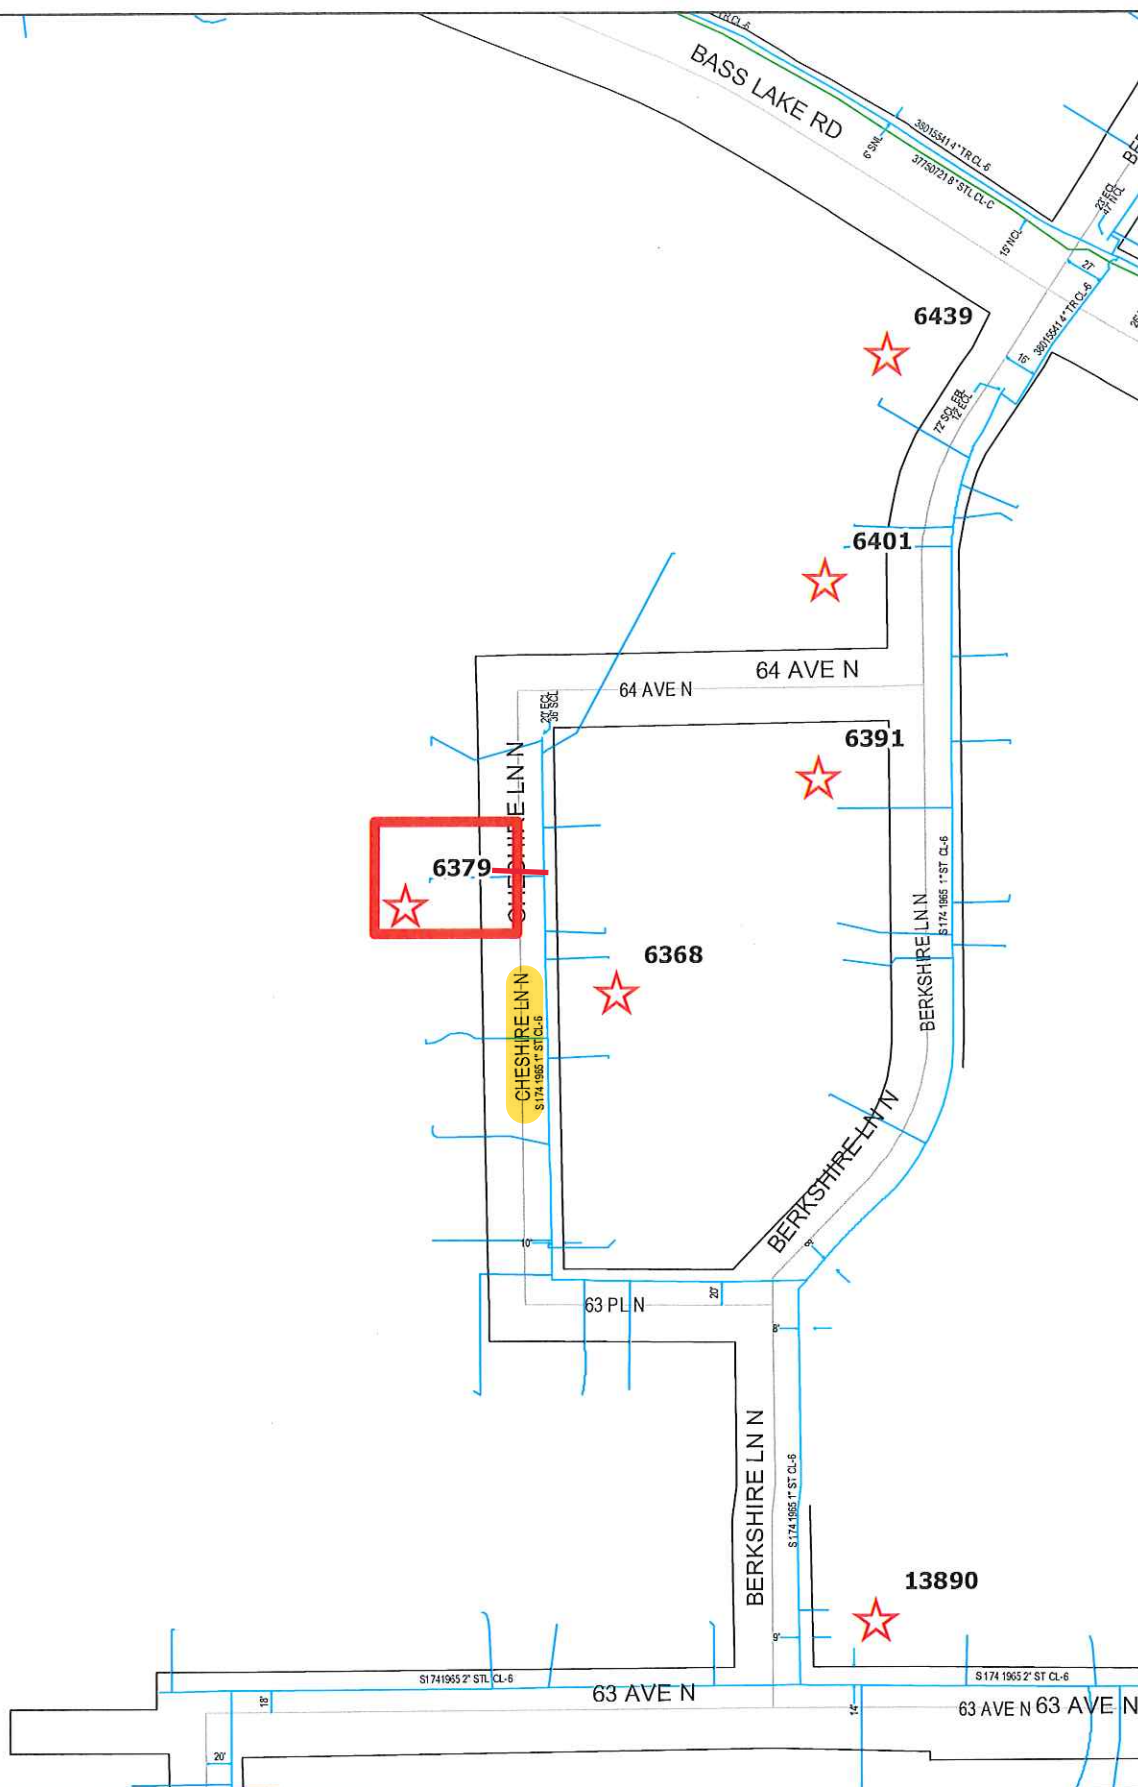 BASS LAKE RD
38015541 4" TR CL-6
6' SNL
37750721 8" STL CL-C
23' ECL
47' NCL
15' NCL
27'
38015541 4" TR CL-6
16'
6439
72' SCL EBL
12' ECL
6401
64 AVE N
64 AVE N
20' ECL
36' SCL
6391
CHESHIRE LN N
6379
S174 1965 1" ST CL-6
BERKSHIRE LN N
6368
CHESHIRE LN N
S174 1965 1" ST CL-6
BERKSHIRE LN N
10'
8'
20'
63 PL N
8'
BERKSHIRE LN N
S174 1965 1" ST CL-6
13890
9'
S174 1965 2" STL CL-6
S174 1965 2" ST CL-6
63 AVE N
18'
14'
63 AVE N
63 AVE N
20'